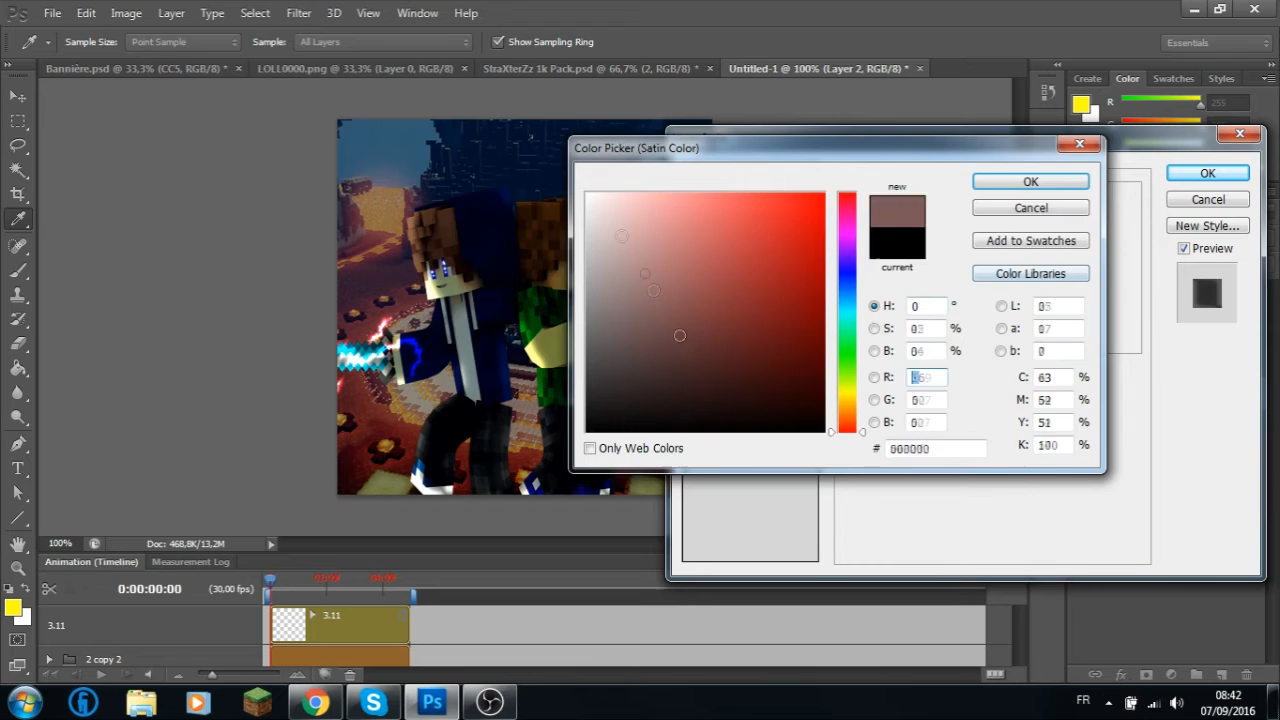 Ps File Edit Image Layer Type Select Filter 3D View Window Help
Sample Size: Point Sample Sample: All Layers Show Sampling Ring Essentials
Bannière.psd @ 33,3% (CC5, RGB/8) * × LOLL0000.png @ 33,3% (Layer 0, RGB/8) × StraXterZz 1k Pack.psd @ 66,7% (2, RGB/8) * × Untitled-1 @ 100% (Layer 2, RGB/8) * ×
Create Color Swatches Styles
R 255
Color Picker (Satin Color)
new
current
OK
Cancel
Add to Swatches
Color Libraries
H: 0 °
S: %
B: %
R:
G:
B:
L:
a:
b:
C: 63 %
M: %
Y: 51 %
K: 100 %
# 000000
Only Web Colors
OK
Cancel
New Style...
Preview
100% Doc: 468,8K/13,2M
Animation (Timeline) Measurement Log
0:00:00:00 (30,00 fps)
3.11 3.11
2 copy 2
Ps
FR 08:42
07/09/2016